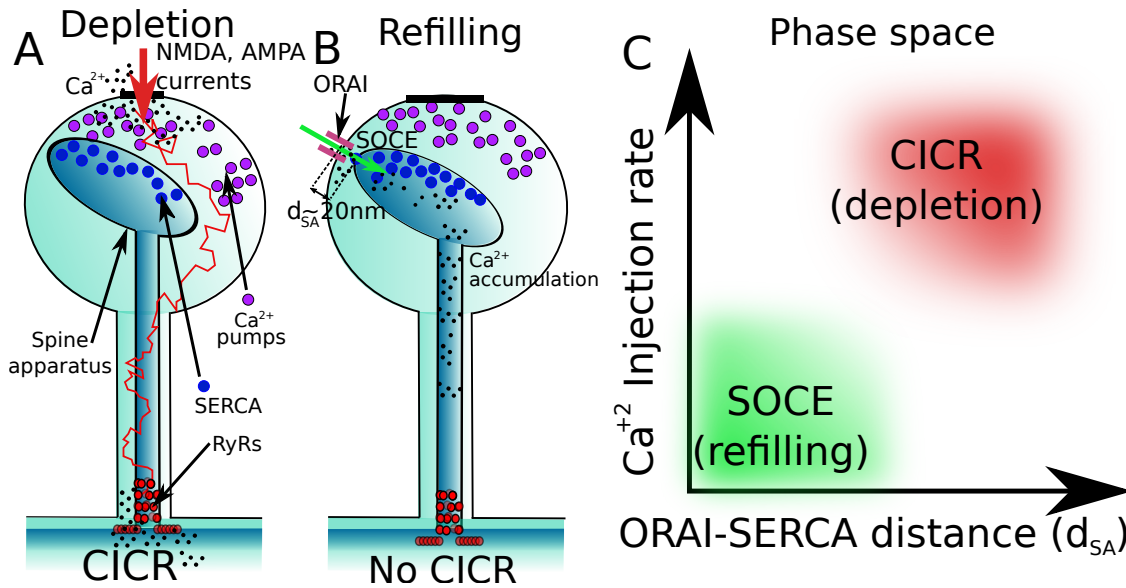 A
Depletion
NMDA, AMPA
currents
Ca2+
Spine
apparatus
Ca2+
pumps
SERCA
RyRs
CICR
B
Refilling
ORAI
SOCE
dSA~20nm
Ca2+
accumulation
No CICR
C
Phase space
Ca+2 Injection rate
CICR
(depletion)
SOCE
(refilling)
ORAI-SERCA distance (dSA)